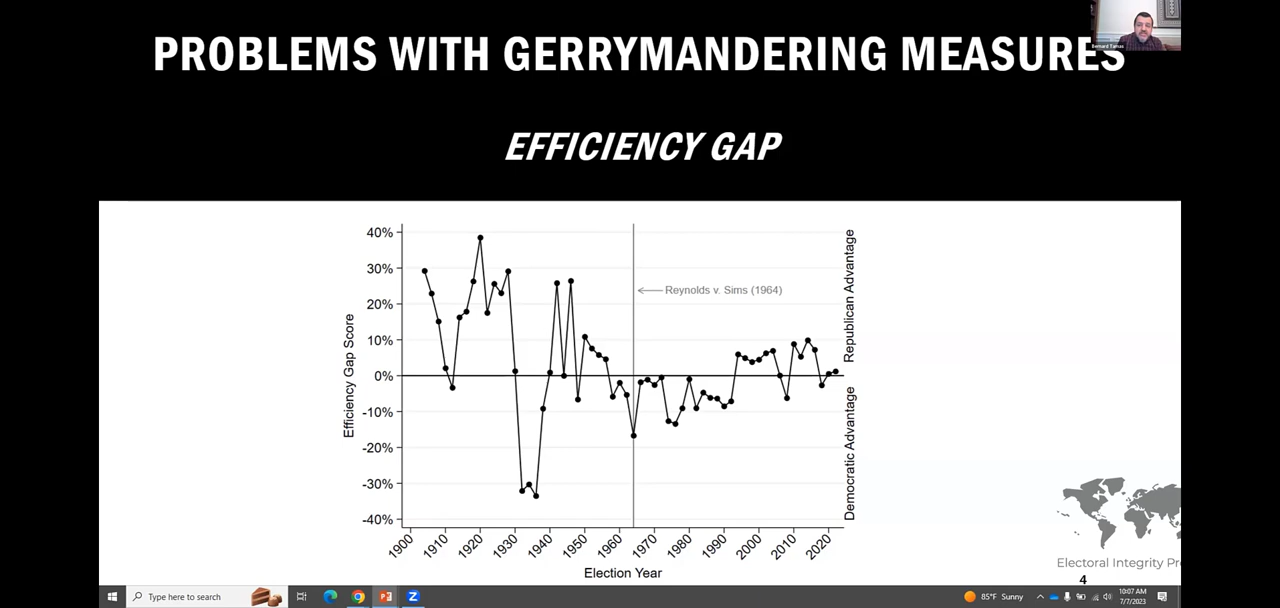 PROBLEMS WITH GERRYMANDERING MEASURES
Bernard Tamas
EFFICIENCY GAP
40%
30%
20%
10%
0%
-10%
-20%
-30%
-40%
Efficiency Gap Score
Reynolds v. Sims (1964)
Republican Advantage
Democratic Advantage
1900
1910
1920
1930
1940
1950
1960
1970
1980
1990
2000
2010
2020
Election Year
Electoral Integrity Pr
4
Type here to search
85°F Sunny
10:07 AM
7/7/2023